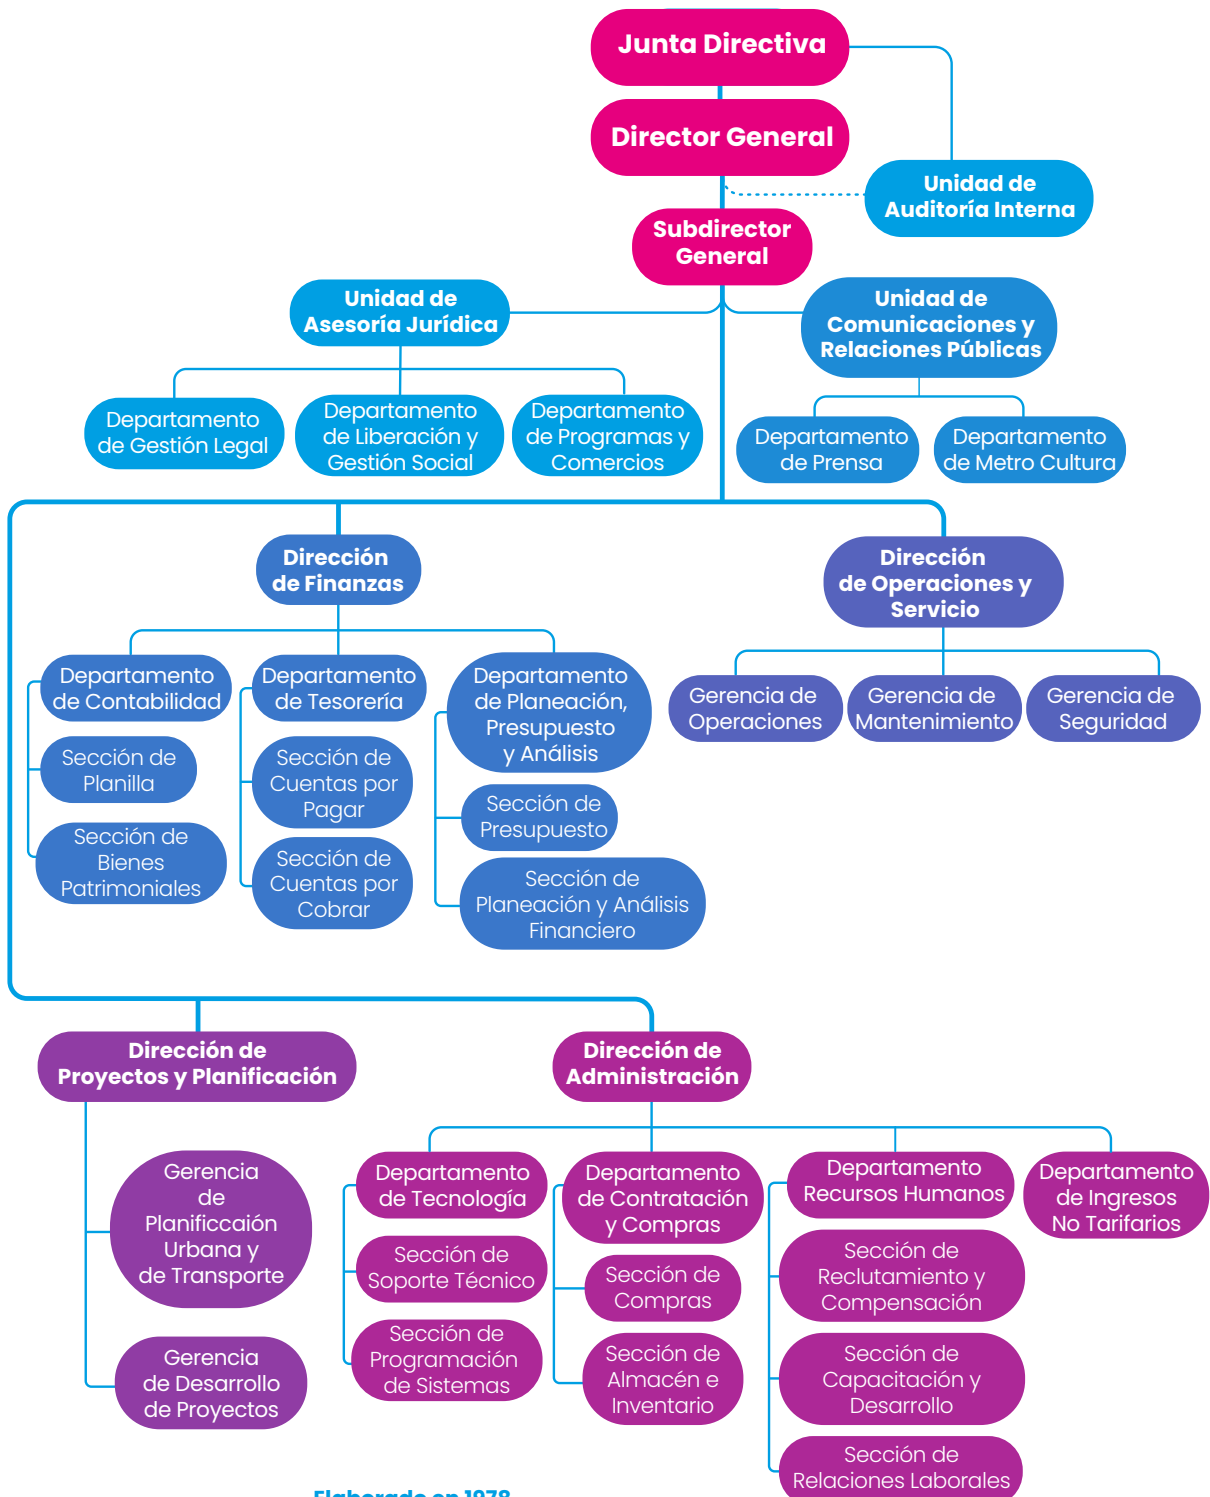 Junta Directiva
Director General
Unidad de
Auditoría Interna
Subdirector
General
Unidad de
Asesoría Jurídica
Unidad de
Comunicaciones y
Relaciones Públicas
Departamento
de Gestión Legal
Departamento
de Liberación y
Gestión Social
Departamento
de Programas y
Comercios
Departamento
de Prensa
Departamento
de Metro Cultura
Dirección
de Finanzas
Dirección
de Operaciones y
Servicio
Departamento
de Contabilidad
Sección de
Planilla
Sección de
Bienes
Patrimoniales
Departamento
de Tesorería
Sección de
Cuentas por
Pagar
Sección de
Cuentas por
Cobrar
Departamento
de Planeación,
Presupuesto
y Análisis
Sección de
Presupuesto
Sección de
Planeación y Análisis
Financiero
Gerencia de
Operaciones
Gerencia de
Mantenimiento
Gerencia de
Seguridad
Dirección de
Proyectos y Planificación
Dirección de
Administración
Gerencia
de
Planificcaión
Urbana y
de Transporte
Gerencia
de Desarrollo
de Proyectos
Departamento
de Tecnología
Sección de
Soporte Técnico
Sección de
Programación
de Sistemas
Departamento
de Contratación
y Compras
Sección de
Compras
Sección de
Almacén e
Inventario
Departamento
Recursos Humanos
Sección de
Reclutamiento y
Compensación
Sección de
Capacitación y
Desarrollo
Sección de
Relaciones Laborales
Departamento
de Ingresos
No Tarifarios
Elaborado en 1978